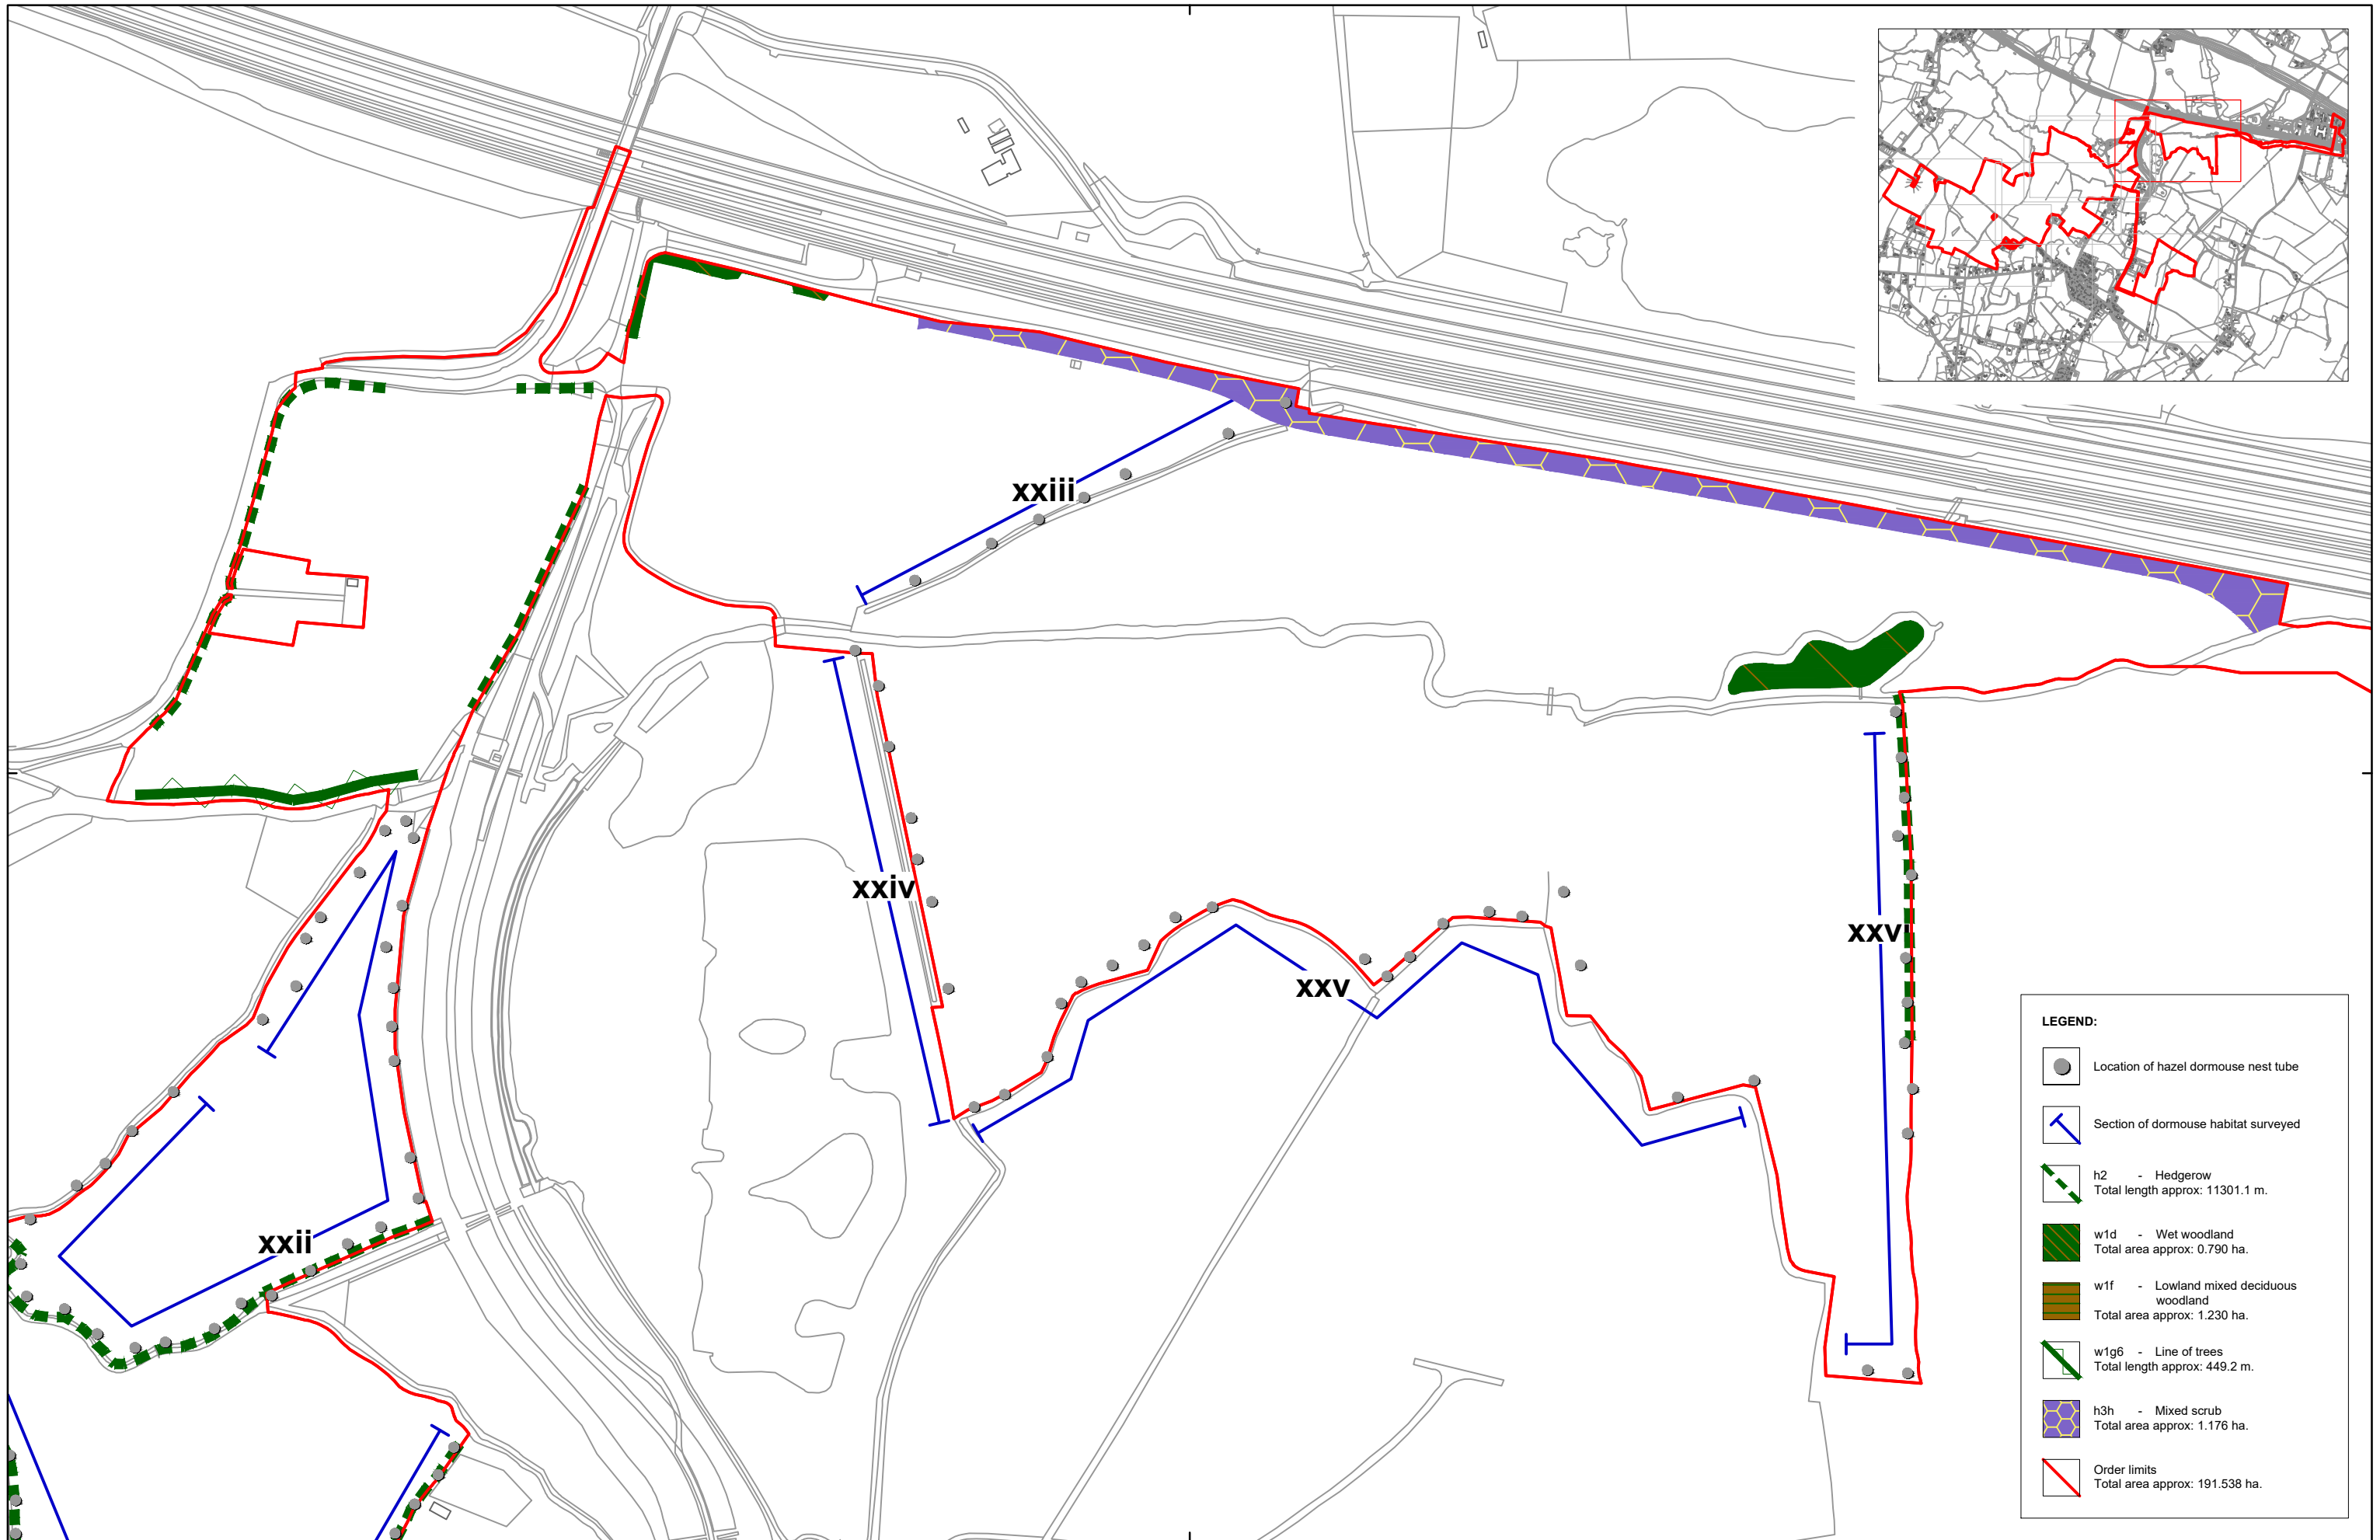 xxiii
xxiv
xxv
xxvi
xxii
LEGEND:
Location of hazel dormouse nest tube
Section of dormouse habitat surveyed
h2 - Hedgerow
Total length approx: 11301.1 m.
w1d - Wet woodland
Total area approx: 0.790 ha.
w1f - Lowland mixed deciduous
woodland
Total area approx: 1.230 ha.
w1g6 - Line of trees
Total length approx: 449.2 m.
h3h - Mixed scrub
Total area approx: 1.176 ha.
Order limits
Total area approx: 191.538 ha.